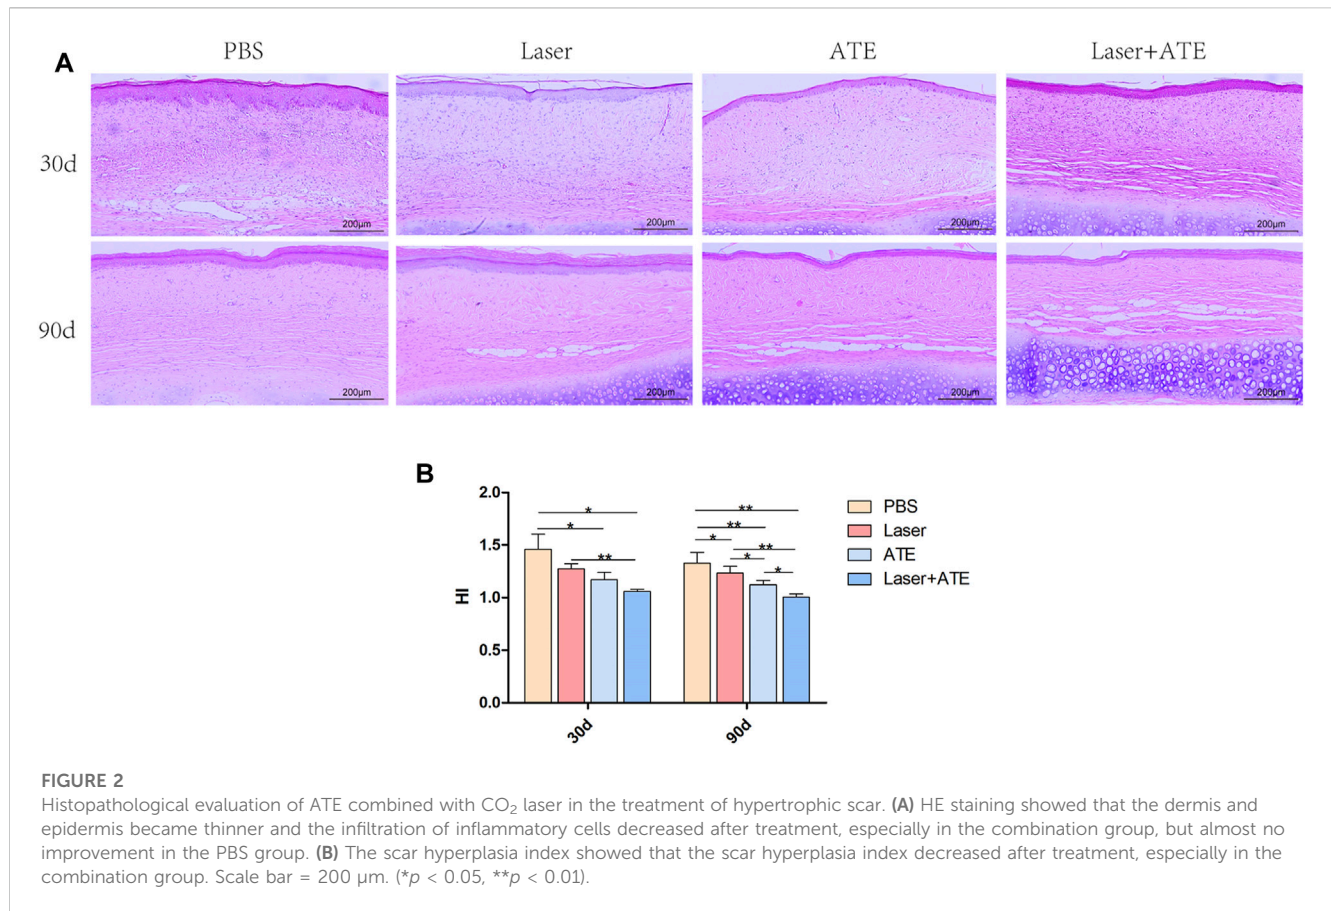 PBS Laser ATE Laser+ATE
A
30d
200μm 200μm 200μm 200μm
90d
200μm 200μm 200μm 200μm
B
2.0
1.5
1.0
0.5
0.0
HI
* * **
** ** * ** * *
30d 90d
PBS
Laser
ATE
Laser+ATE
FIGURE 2
Histopathological evaluation of ATE combined with CO₂ laser in the treatment of hypertrophic scar. (A) HE staining showed that the dermis and
epidermis became thinner and the infiltration of inflammatory cells decreased after treatment, especially in the combination group, but almost no
improvement in the PBS group. (B) The scar hyperplasia index showed that the scar hyperplasia index decreased after treatment, especially in the
combination group. Scale bar = 200 μm. (*p < 0.05, **p < 0.01).